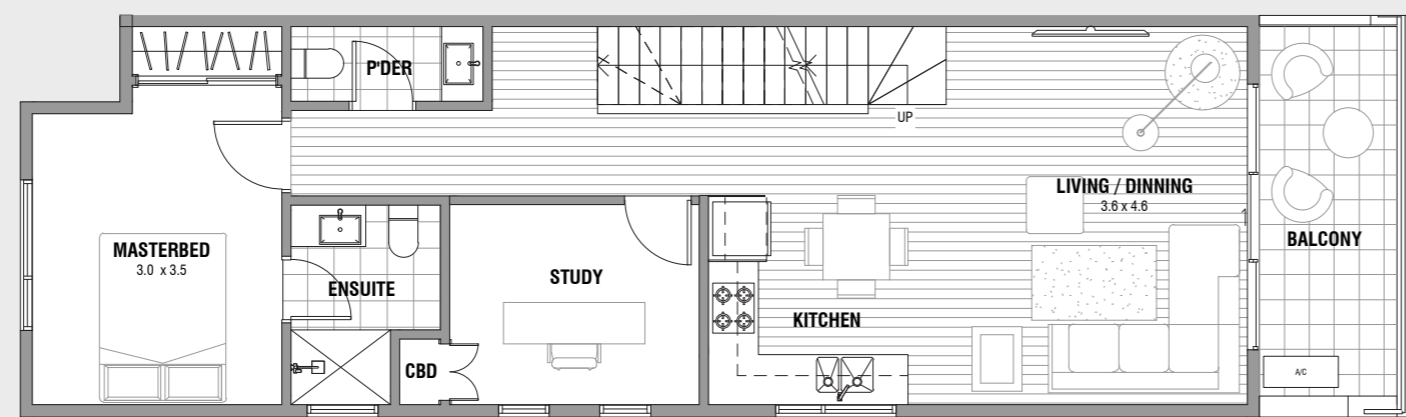 P'DER
UP
LIVING / DINNING
3.6 x 4.6
MASTERBED
3.0 x 3.5
BALCONY
STUDY
ENSUITE
KITCHEN
CBD
A/C